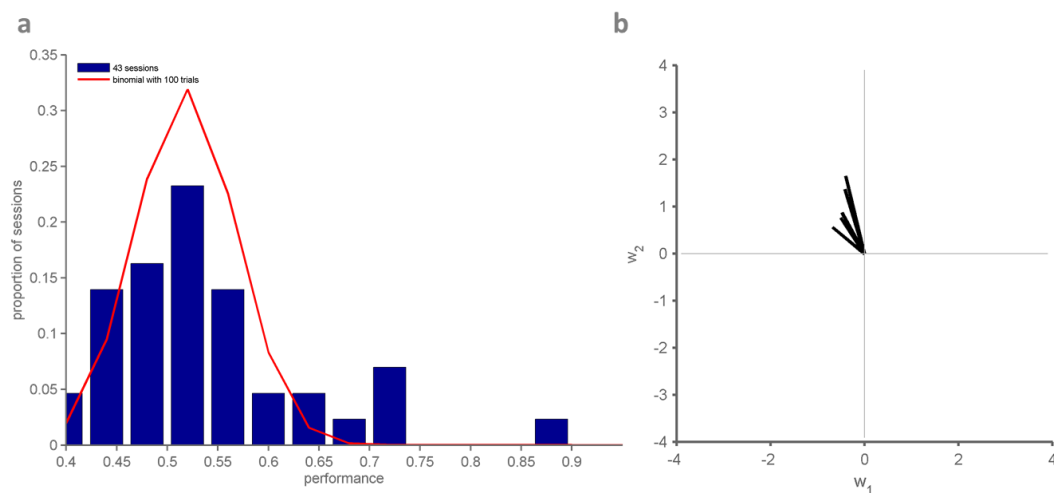 a
0.35
0.3
0.25
0.2
0.15
0.1
0.05
0
proportion of sessions
43 sessions
binomial with 100 trials
0.4 0.45 0.5 0.55 0.6 0.65 0.7 0.75 0.8 0.85 0.9
performance
b
4
3
2
1
0
-1
-2
-3
-4
w_2
-4 -2 0 2 4
w_1